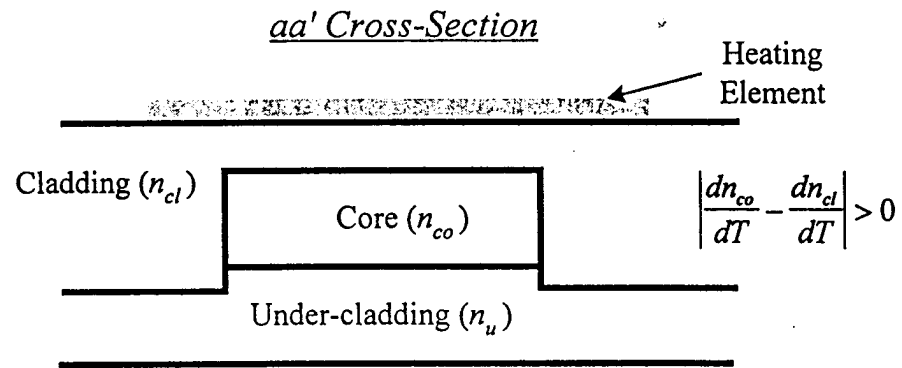 aa' Cross-Section
Heating
Element
Cladding (n_cl)
Core (n_co)
|dn_co/dT - dn_cl/dT| > 0
Under-cladding (n_u)